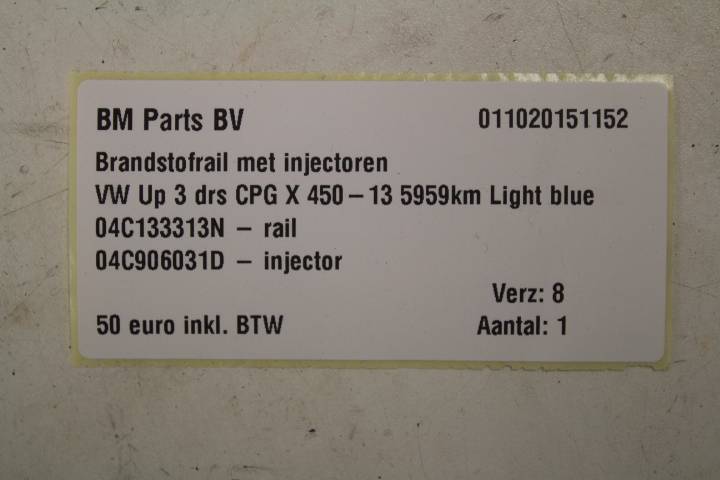 BM Parts BV 011020151152
Brandstofrail met injectoren
VW Up 3 drs CPG X 450 – 13 5959km Light blue
04C133313N – rail
04C906031D – injector
Verz: 8
50 euro inkl. BTW Aantal: 1